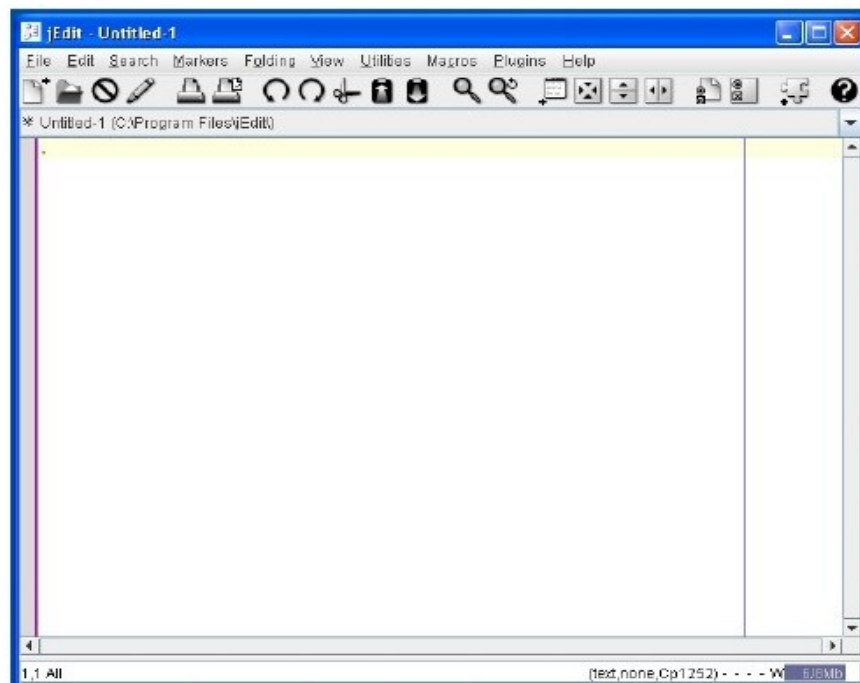 jEdit - Untitled-1
File Edit Search Markers Folding View Utilities Macros Plugins Help
* Untitled-1 (C:\Program Files\jEdit\)
1,1 All (text,none,Cp1252) - - - - W